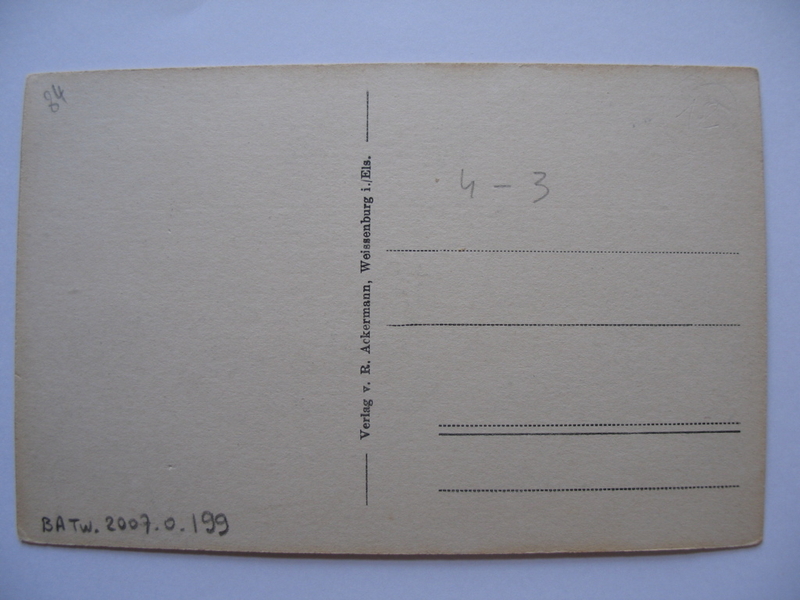 84
4 - 3
Verlag v. R. Ackermann, Weissenburg i./Els.
BATW. 2007.0.199